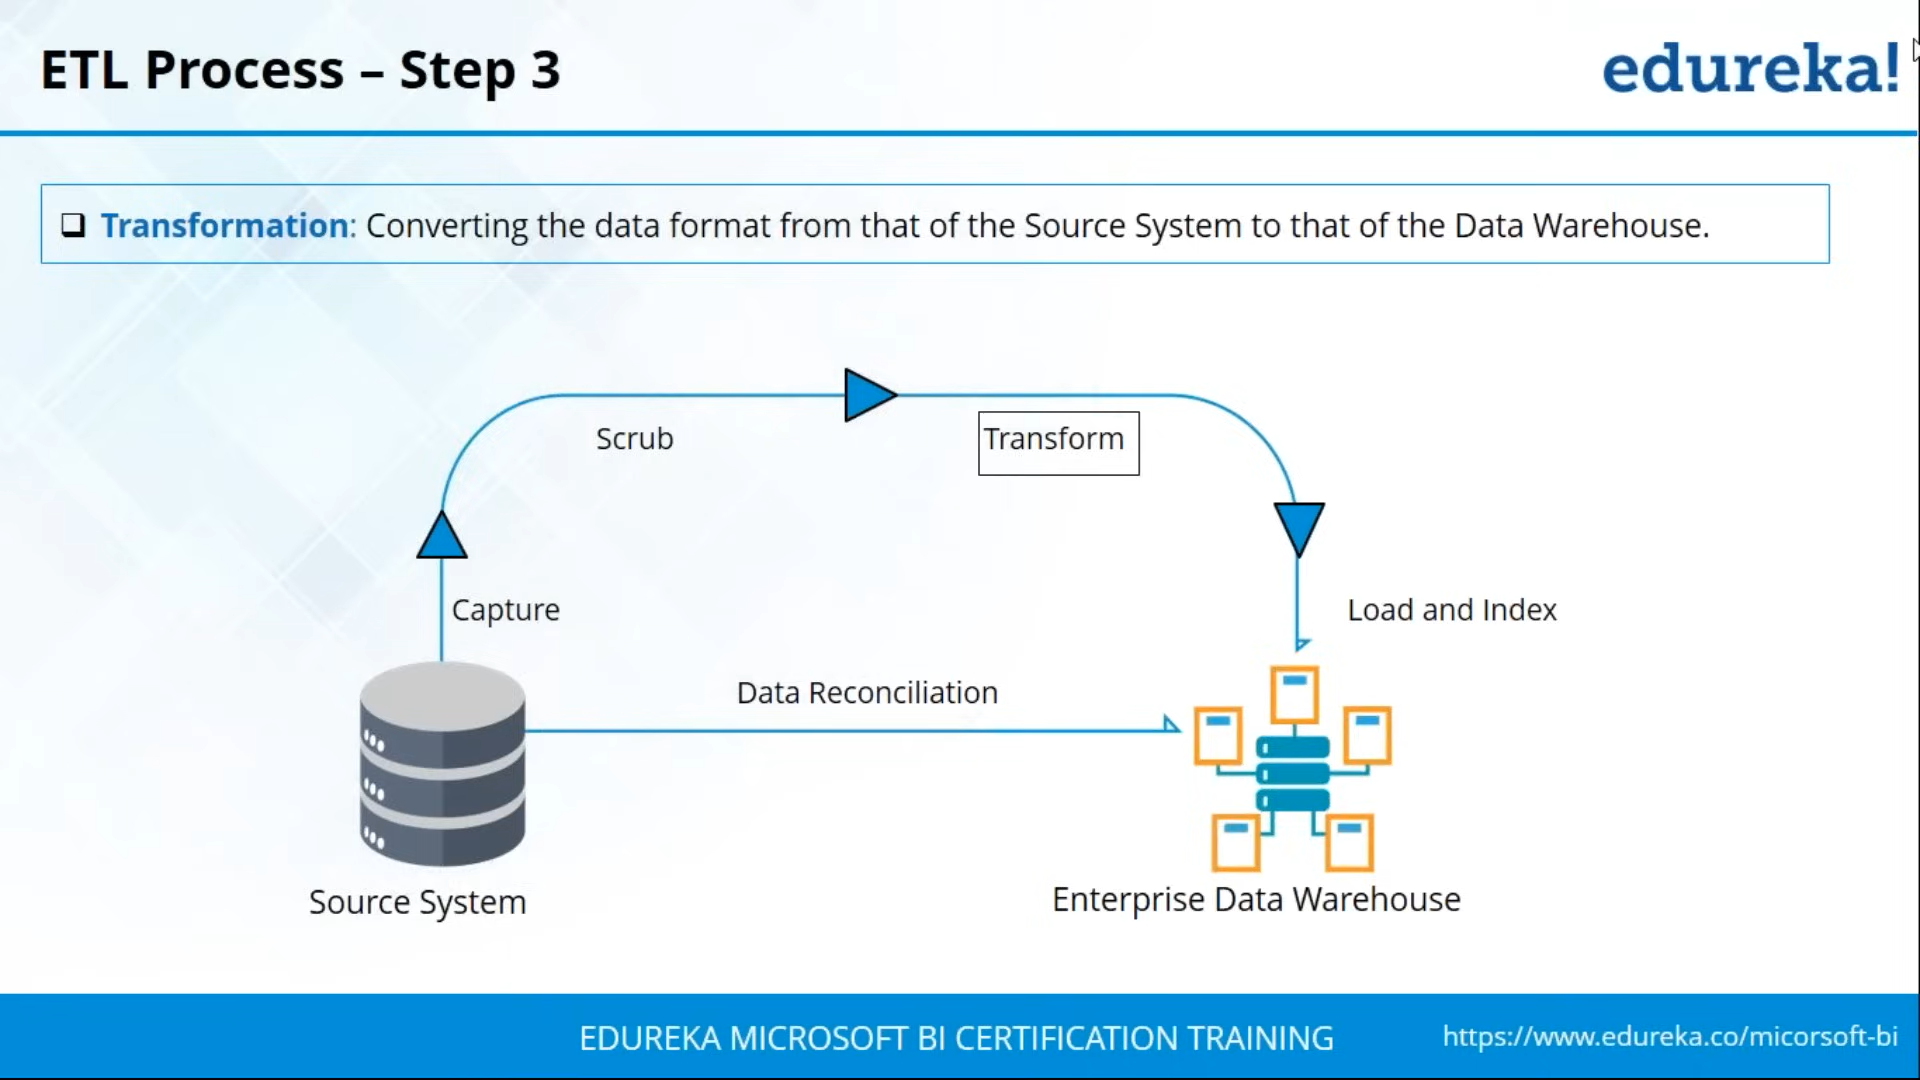 ETL Process – Step 3
edureka!
❑ Transformation: Converting the data format from that of the Source System to that of the Data Warehouse.
Scrub
Transform
Capture
Load and Index
Data Reconciliation
Source System
Enterprise Data Warehouse
EDUREKA MICROSOFT BI CERTIFICATION TRAINING
https://www.edureka.co/micorsoft-bi